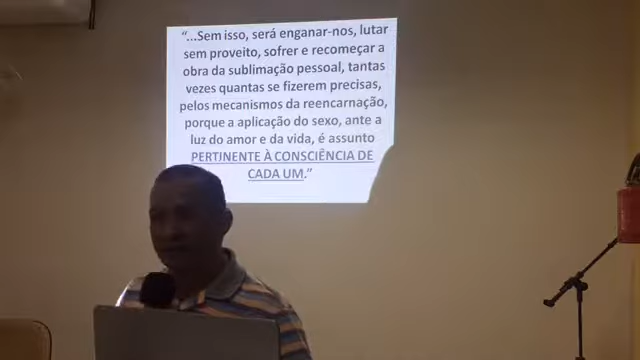 “...Sem isso, será enganar-nos, lutar
sem proveito, sofrer e recomeçar a
obra da sublimação pessoal, tantas
vezes quantas se fizerem precisas,
pelos mecanismos da reencarnação,
porque a aplicação do sexo, ante a
luz do amor e da vida, é assunto
PERTINENTE À CONSCIÊNCIA DE
CADA UM.”